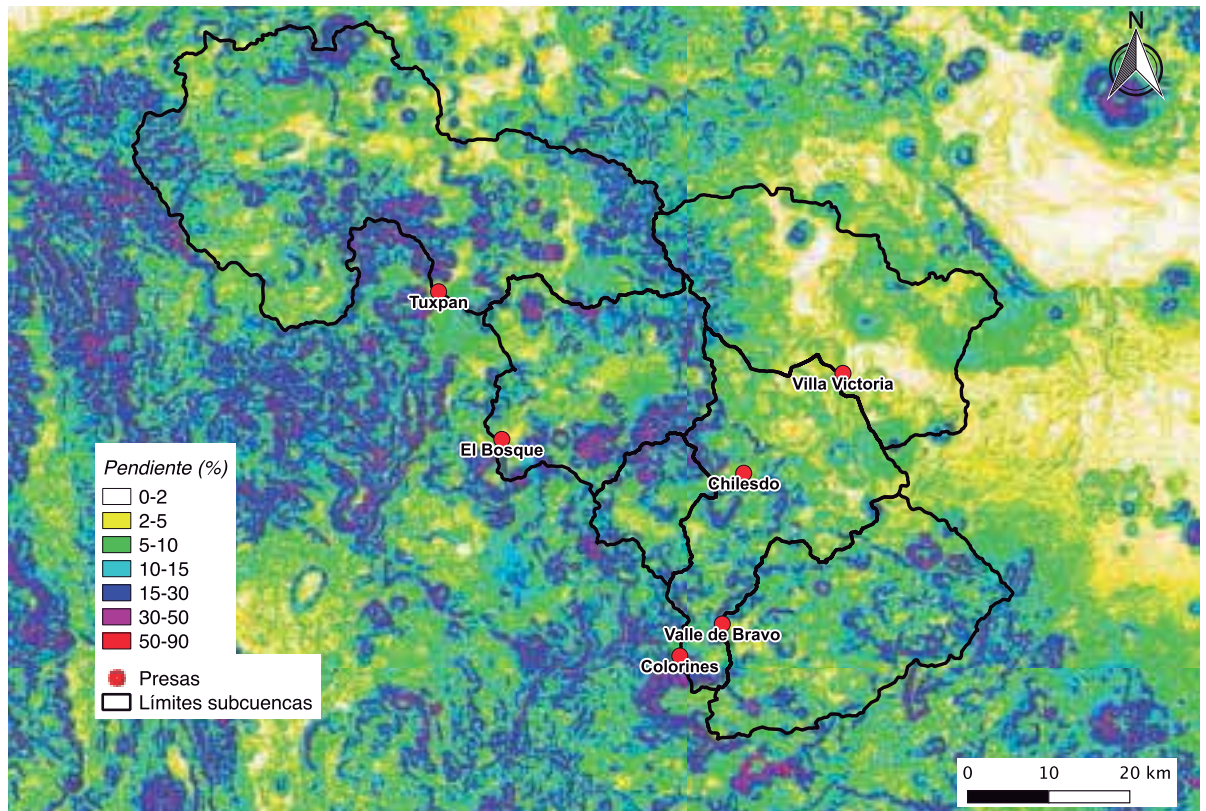 N
Tuxpan
Villa Victoria
El Bosque
Chilesdo
Valle de Bravo
Colorines
Pendiente (%)
0-2
2-5
5-10
10-15
15-30
30-50
50-90
Presas
Límites subcuencas
0 10 20 km